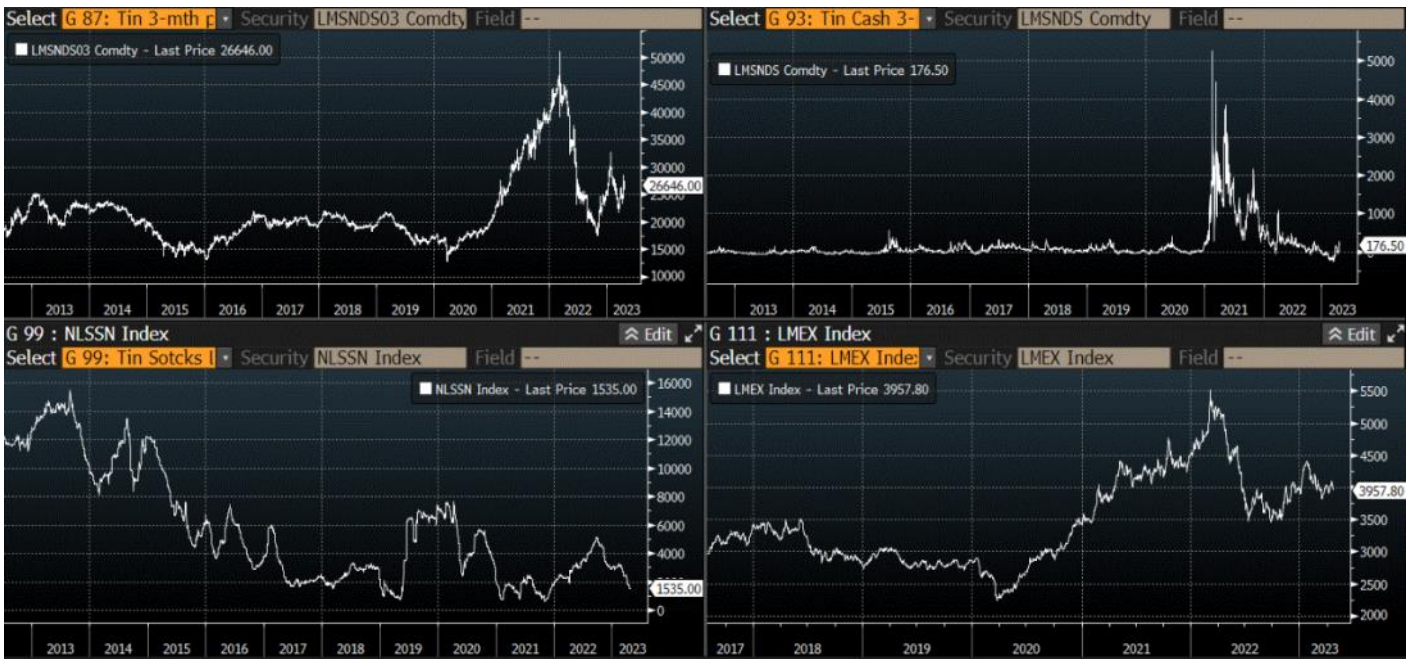 Select G 87: Tin 3-mth p Security LMSNDS03 Comdty Field --
LMSNDS03 Comdty - Last Price 26646.00
50000
45000
40000
35000
30000
26646.00
20000
15000
10000
2013 2014 2015 2016 2017 2018 2019 2020 2021 2022 2023
Select G 93: Tin Cash 3- Security LMSNDS Comdty Field --
LMSNDS Comdty - Last Price 176.50
5000
4000
3000
2000
1000
176.50
2013 2014 2015 2016 2017 2018 2019 2020 2021 2022 2023
G 99 : NLSSN Index Edit
Select G 99: Tin Sotcks Security NLSSN Index Field --
NLSSN Index - Last Price 1535.00
16000
14000
12000
10000
8000
6000
4000
1535.00
0
2013 2014 2015 2016 2017 2018 2019 2020 2021 2022 2023
G 111 : LMEX Index Edit
Select G 111: LMEX Inde Security LMEX Index Field --
LMEX Index - Last Price 3957.80
5500
5000
4500
3957.80
3500
3000
2500
2000
2017 2018 2019 2020 2021 2022 2023